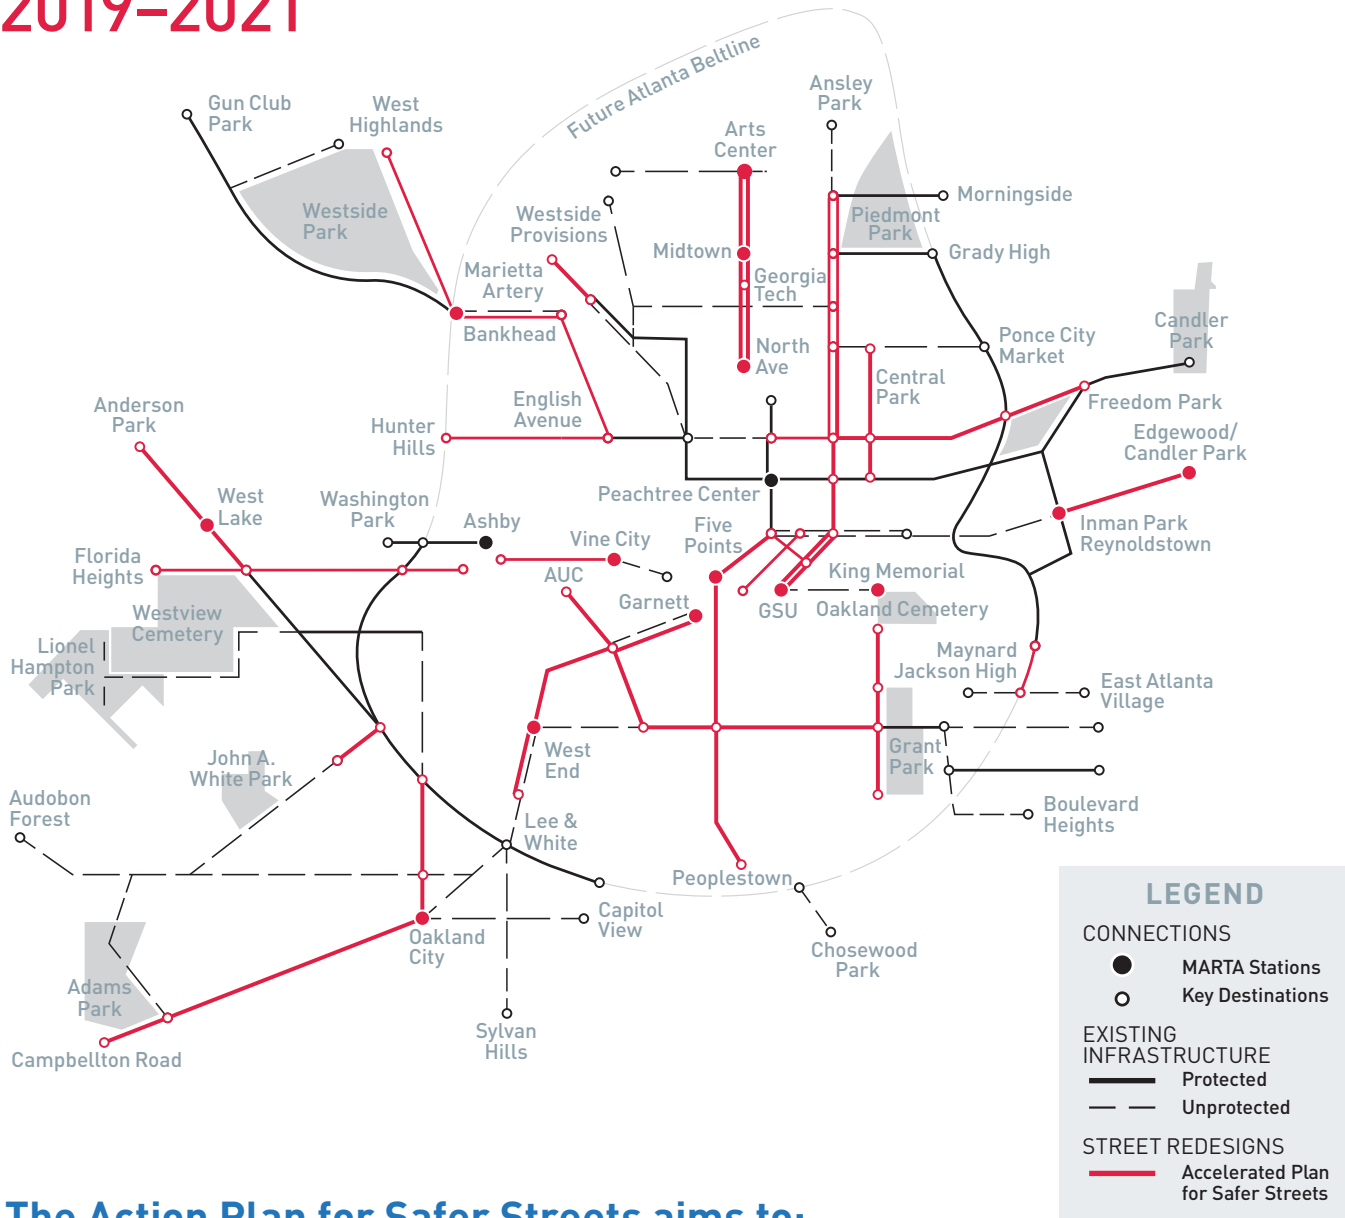 2019–2021
Future Atlanta Beltline
Gun Club
Park
West
Highlands
Westside
Park
Ansley
Park
Arts
Center
Westside
Provisions
Marietta
Artery
Bankhead
Midtown
Georgia
Tech
North
Ave
Piedmont
Park
Morningside
Grady High
Ponce City
Market
Candler
Park
Central
Park
Freedom Park
Edgewood/
Candler Park
Anderson
Park
Hunter
Hills
English
Avenue
West
Lake
Washington
Park
Ashby
Peachtree Center
Five
Points
Vine City
Inman Park
Reynoldstown
Florida
Heights
AUC
Garnett
GSU
King Memorial
Oakland Cemetery
Westview
Cemetery
Lionel
Hampton
Park
Maynard
Jackson High
East Atlanta
Village
John A.
White Park
West
End
Grant
Park
Audobon
Forest
Lee &
White
Boulevard
Heights
Peoplestown
Capitol
View
Oakland
City
Chosewood
Park
Adams
Park
Sylvan
Hills
Campbellton Road
LEGEND
CONNECTIONS
MARTA Stations
Key Destinations
EXISTING
INFRASTRUCTURE
Protected
Unprotected
STREET REDESIGNS
Accelerated Plan
for Safer Streets
The Action Plan for Safer Streets aims to: